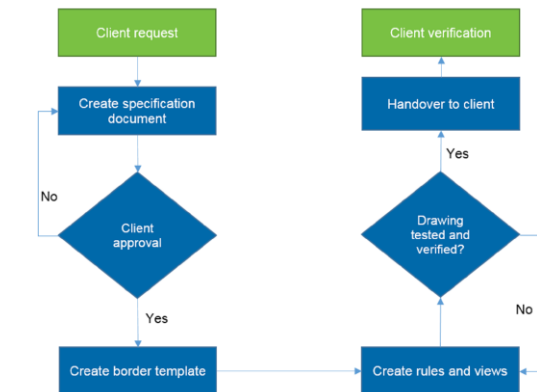 Client request
Create specification
document
No
Client
approval
Yes
Create border template
Client verification
Handover to client
Yes
Drawing
tested and
verified?
No
Create rules and views